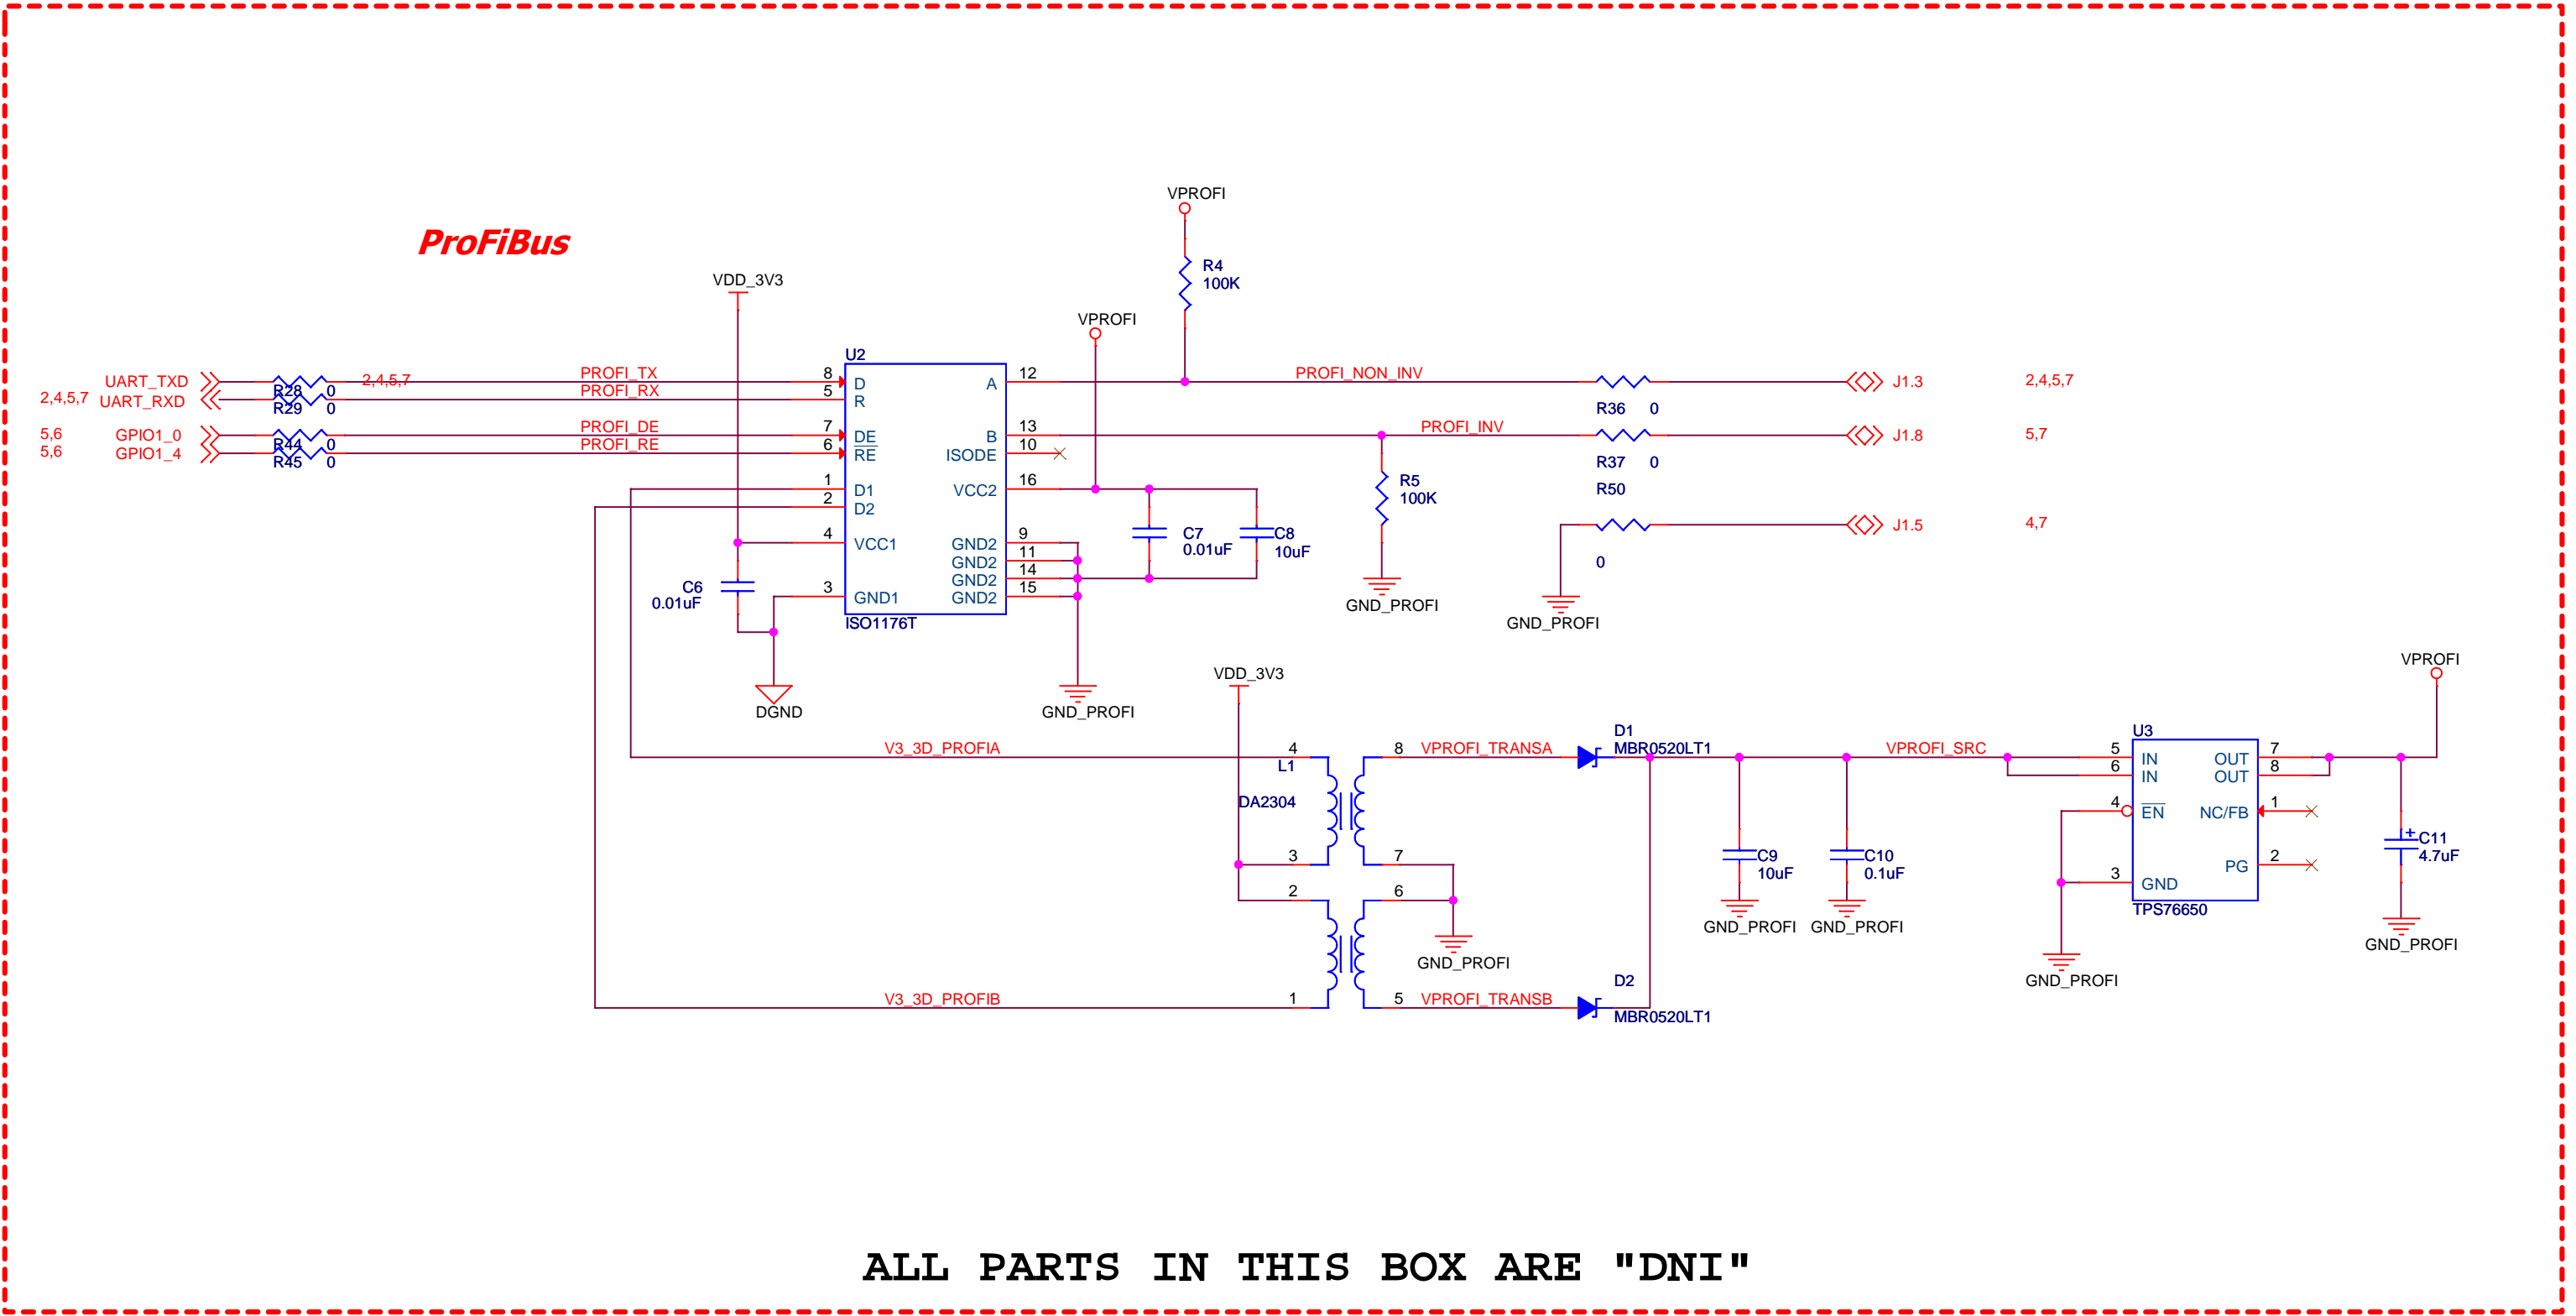 VPROFI
ProFiBus
R4
100K
VDD_3V3
VPROFI
U2
UART_TXD
R28 0
2,4,5,7
PROFI_TX
8
D
A
12
PROFI_NON_INV
R36 0
J1.3
2,4,5,7
2,4,5,7
UART_RXD
R29 0
PROFI_RX
5
R
5,6
GPIO1_0
R44 0
PROFI_DE
7
DE
B
13
PROFI_INV
R37 0
J1.8
5,7
5,6
GPIO1_4
R45 0
PROFI_RE
6
RE
ISODE
10
1
D1
VCC2
16
R5
100K
R50
2
D2
C7
0.01uF
C8
10uF
0
J1.5
4,7
4
VCC1
GND2
9
GND2
11
GND2
14
GND2
15
C6
0.01uF
3
GND1
ISO1176T
GND_PROFI
GND_PROFI
DGND
GND_PROFI
VDD_3V3
VPROFI
V3_3D_PROFIA
4
L1
DA2304
8
VPROFI_TRANSA
D1
MBR0520LT1
VPROFI_SRC
U3
5
IN
OUT
7
6
IN
OUT
8
4
EN
NC/FB
1
PG
2
3
GND
TPS76650
C11
4.7uF
+
3
7
2
6
C9
10uF
C10
0.1uF
GND_PROFI
GND_PROFI
GND_PROFI
GND_PROFI
GND_PROFI
V3_3D_PROFIB
1
5
VPROFI_TRANSB
D2
MBR0520LT1
ALL PARTS IN THIS BOX ARE "DNI"